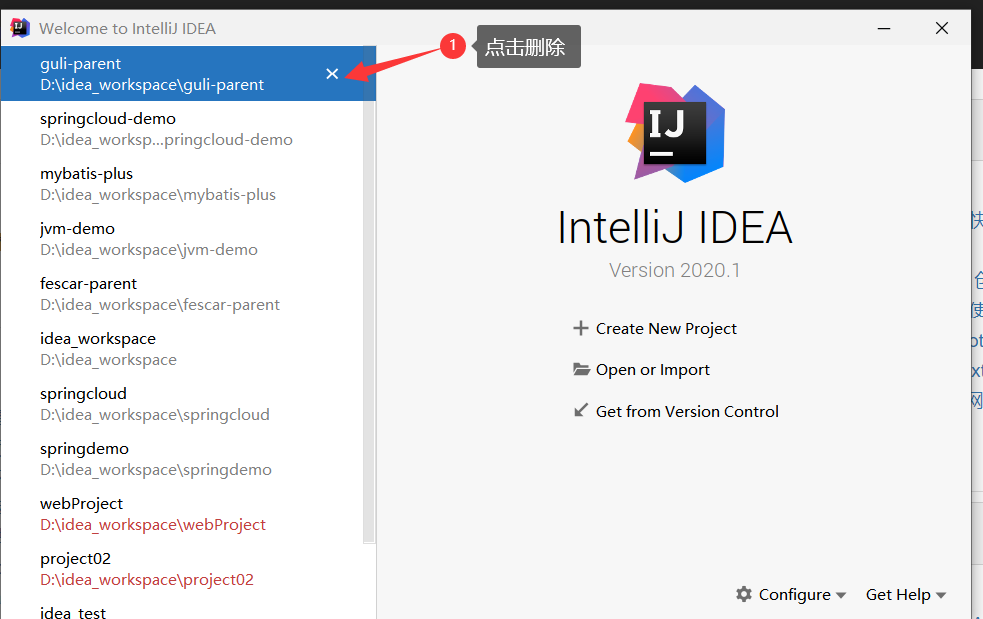 Welcome to IntelliJ IDEA
guli-parent
D:\idea_workspace\guli-parent
1
点击删除
springcloud-demo
D:\idea_worksp...pringcloud-demo
mybatis-plus
D:\idea_workspace\mybatis-plus
jvm-demo
D:\idea_workspace\jvm-demo
fescar-parent
D:\idea_workspace\fescar-parent
idea_workspace
D:\idea_workspace
springcloud
D:\idea_workspace\springcloud
springdemo
D:\idea_workspace\springdemo
webProject
D:\idea_workspace\webProject
project02
D:\idea_workspace\project02
idea_test
IJ
IntelliJ IDEA
Version 2020.1
Create New Project
Open or Import
Get from Version Control
Configure
Get Help